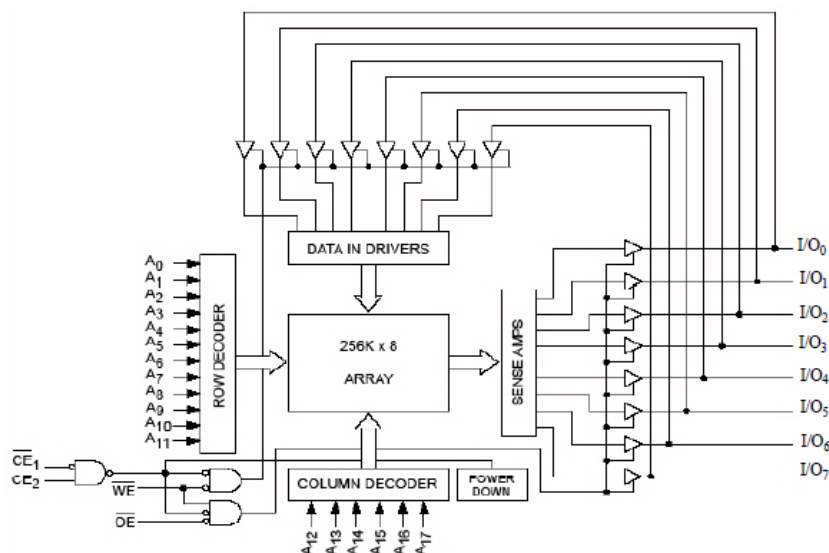 DATA IN DRIVERS
A0
A1
A2
A3
A4
A5
A6
A7
A8
A9
A10
A11
ROW DECODER
256K x 8
ARRAY
SENSE AMPS
I/O0
I/O1
I/O2
I/O3
I/O4
I/O5
I/O6
I/O7
CE1
CE2
WE
OE
COLUMN DECODER
POWER
DOWN
A12
A13
A14
A15
A16
A17